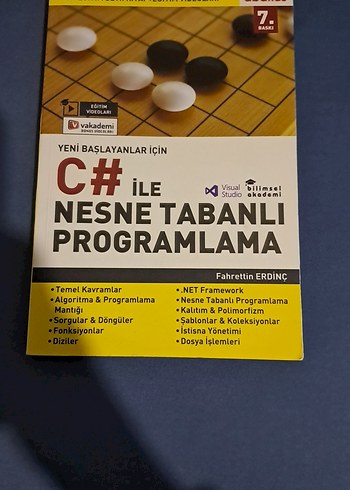 7.
BASKI
EĞİTİM
VİDEOLARI
vakademi
YENİ BAŞLAYANLAR İÇİN
C# İLE
Visual
Studio
bilimsel
akademi
NESNE TABANLI
PROGRAMLAMA
Fahrettin ERDİNÇ
• Temel Kavramlar
• Algoritma & Programlama
Mantığı
• Sorgular & Döngüler
• Fonksiyonlar
• Diziler
• .NET Framework
• Nesne Tabanlı Programlama
• Kalıtım & Polimorfizm
• Şablonlar & Koleksiyonlar
• İstisna Yönetimi
• Dosya İşlemleri